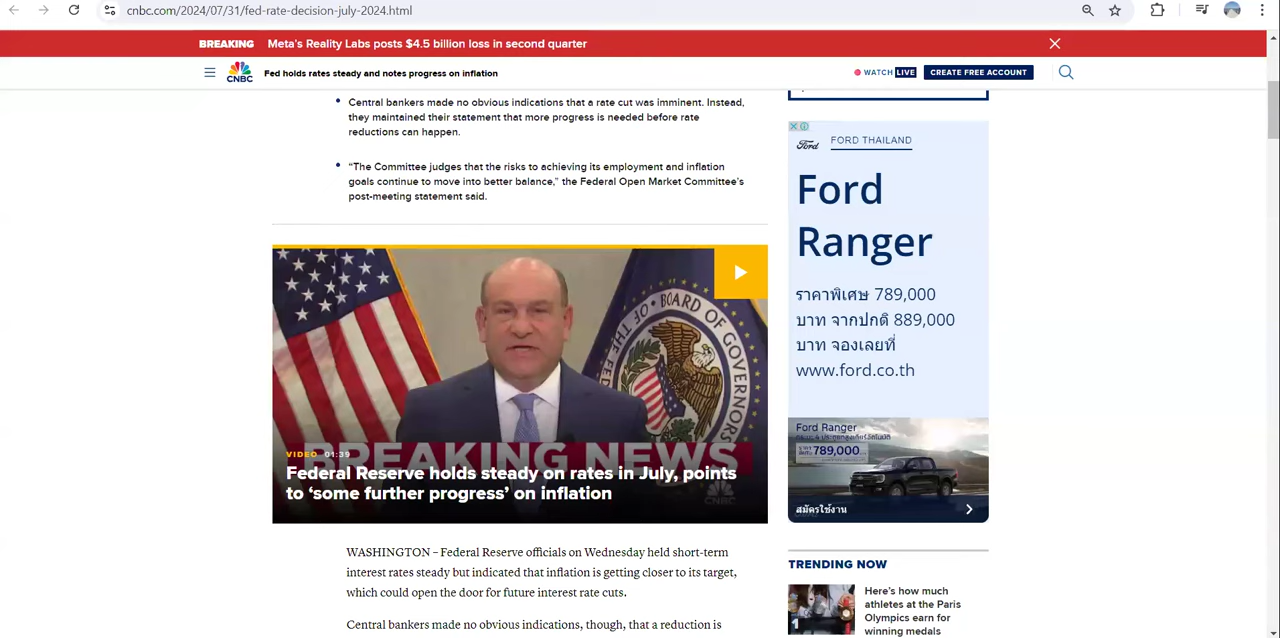 cnbc.com/2024/07/31/fed-rate-decision-july-2024.html
BREAKING Meta's Reality Labs posts $4.5 billion loss in second quarter
CNBC
Fed holds rates steady and notes progress on inflation
WATCH LIVE
CREATE FREE ACCOUNT
Central bankers made no obvious indications that a rate cut was imminent. Instead,
they maintained their statement that more progress is needed before rate
reductions can happen.
“The Committee judges that the risks to achieving its employment and inflation
goals continue to move into better balance,” the Federal Open Market Committee’s
post-meeting statement said.
BOARD OF GOVERNORS
OF THE FED
BREAKING NEWS
VIDEO 01:39
Federal Reserve holds steady on rates in July, points
to ‘some further progress’ on inflation
CNBC
WASHINGTON – Federal Reserve officials on Wednesday held short-term
interest rates steady but indicated that inflation is getting closer to its target,
which could open the door for future interest rate cuts.
Central bankers made no obvious indications, though, that a reduction is
Ford
FORD THAILAND
Ford
Ranger
ราคาพิเศษ 789,000
บาท จากปกติ 889,000
บาท จองเลยที่
www.ford.co.th
Ford Ranger
789,000
สมัครใช้งาน
TRENDING NOW
1
Here’s how much
athletes at the Paris
Olympics earn for
winning medals